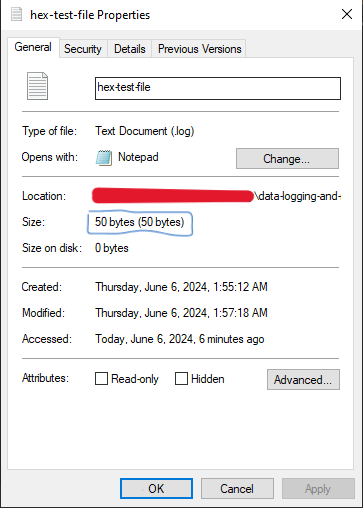 hex-test-file Properties
General Security Details Previous Versions
hex-test-file
Type of file: Text Document (.log)
Opens with: Notepad Change...
Location: \data-logging-and-
Size: 50 bytes (50 bytes)
Size on disk: 0 bytes
Created: Thursday, June 6, 2024, 1:55:12 AM
Modified: Thursday, June 6, 2024, 1:57:18 AM
Accessed: Today, June 6, 2024, 6 minutes ago
Attributes: Read-only Hidden Advanced...
OK Cancel Apply